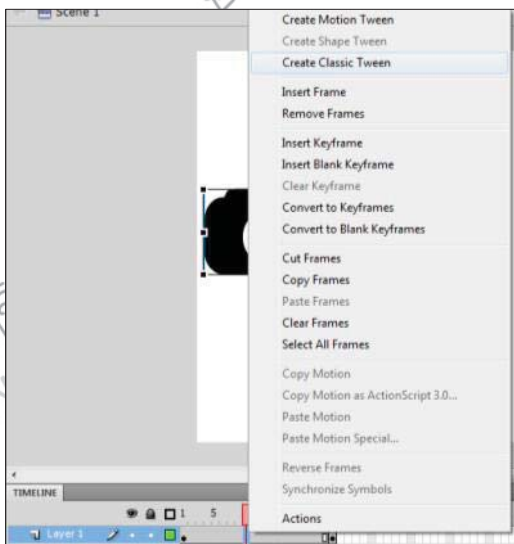 Scene 1
Create Motion Tween
Create Shape Tween
Create Classic Tween
Insert Frame
Remove Frames
Insert Keyframe
Insert Blank Keyframe
Clear Keyframe
Convert to Keyframes
Convert to Blank Keyframes
Cut Frames
Copy Frames
Paste Frames
Clear Frames
Select All Frames
Copy Motion
Copy Motion as ActionScript 3.0...
Paste Motion
Paste Motion Special...
Reverse Frames
Synchronize Symbols
Actions
TIMELINE
1 5
Layer 1